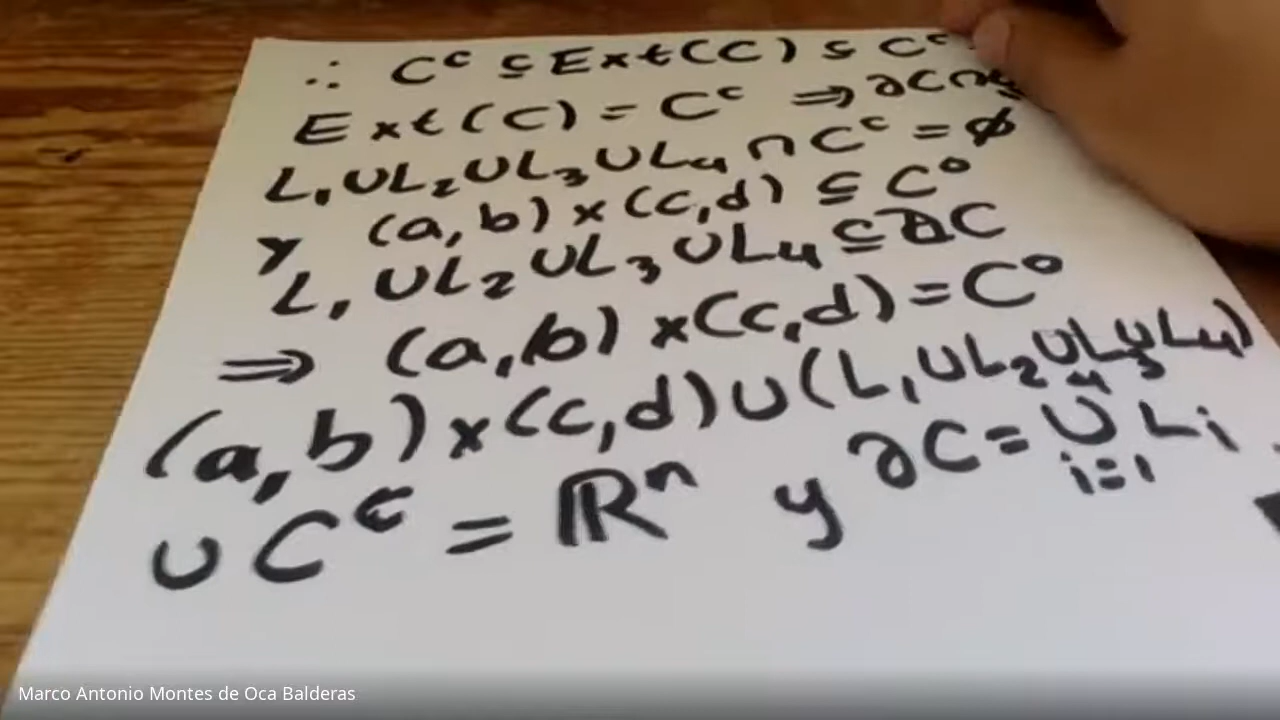 ∴ Cᶜ ⊆ Ext(C) ⊆ Cᶜ
Ext(C) = Cᶜ ⇒ ∂C ∩
L₁∪L₂∪L₃∪L₄ ∩ Cᶜ = ∅
y (a,b)×(c,d) ⊆ C°
L₁∪L₂∪L₃∪L₄ ⊆ ∂C
⇒ (a,b)×(c,d) = C°
(a,b)×(c,d)∪(L₁∪L₂∪L₃∪L₄)
∪ Cᶜ = ℝⁿ y ∂C = ⋃ᵢ₌₁⁴ Lᵢ
Marco Antonio Montes de Oca Balderas